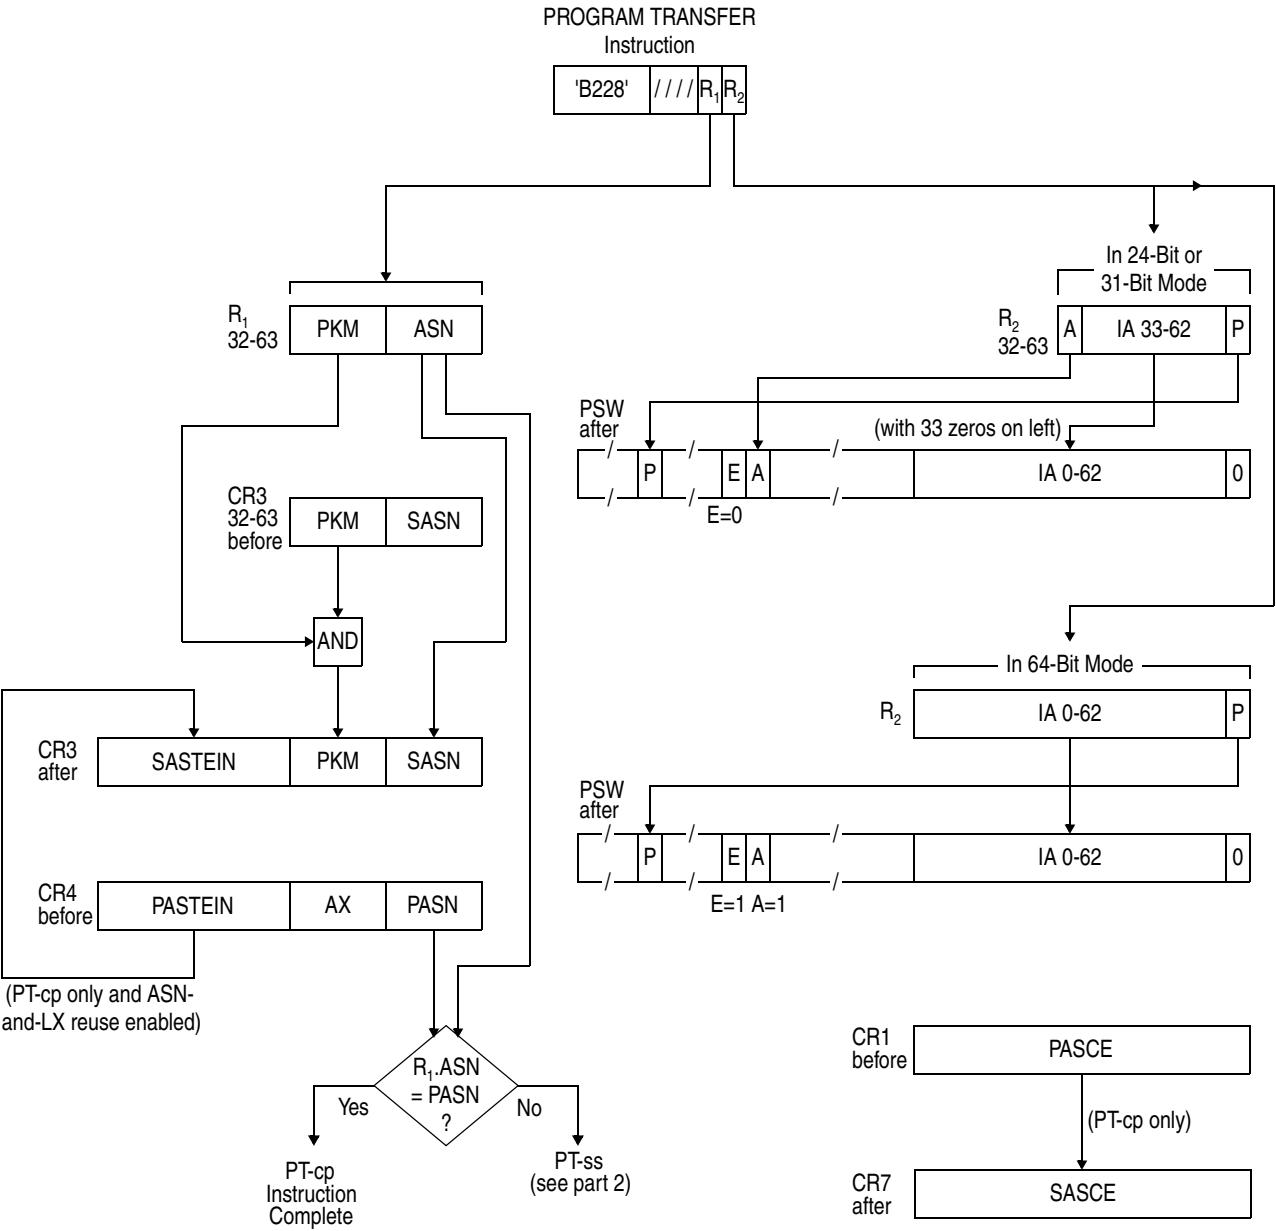 PROGRAM TRANSFER
Instruction
'B228' //// R1 R2
In 24-Bit or
31-Bit Mode
R1
32-63
PKM ASN
R2
32-63
A IA 33-62 P
PSW
after
(with 33 zeros on left)
/ / /
P E A IA 0-62 0
/ / /
E=0
CR3
32-63
before
PKM SASN
AND
In 64-Bit Mode
R2
IA 0-62 P
CR3
after
SASTEIN PKM SASN
PSW
after
/ / /
P E A IA 0-62 0
/ / /
E=1 A=1
CR4
before
PASTEIN AX PASN
(PT-cp only and ASN-
and-LX reuse enabled)
R1.ASN
= PASN
?
Yes
No
PT-cp
Instruction
Complete
PT-ss
(see part 2)
CR1
before
PASCE
(PT-cp only)
CR7
after
SASCE